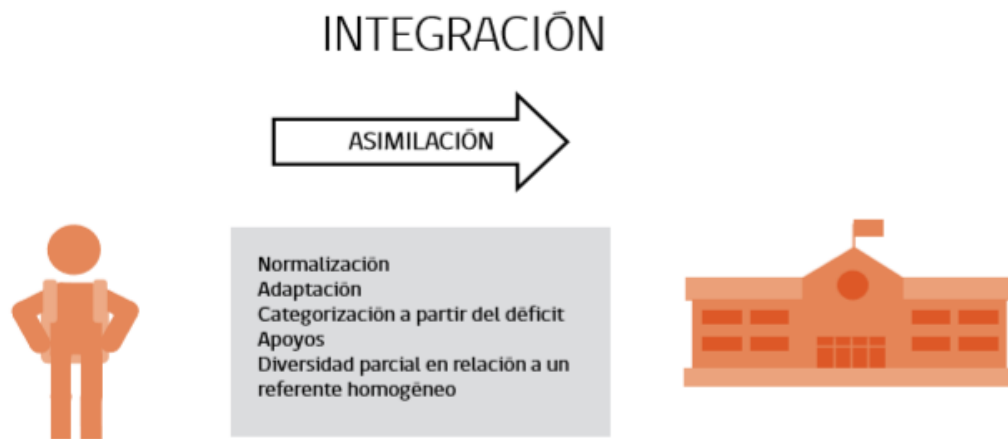 INTEGRACIÓN
ASIMILACIÓN
Normalización
Adaptación
Categorización a partir del déficit
Apoyos
Diversidad parcial en relación a un
referente homogéneo